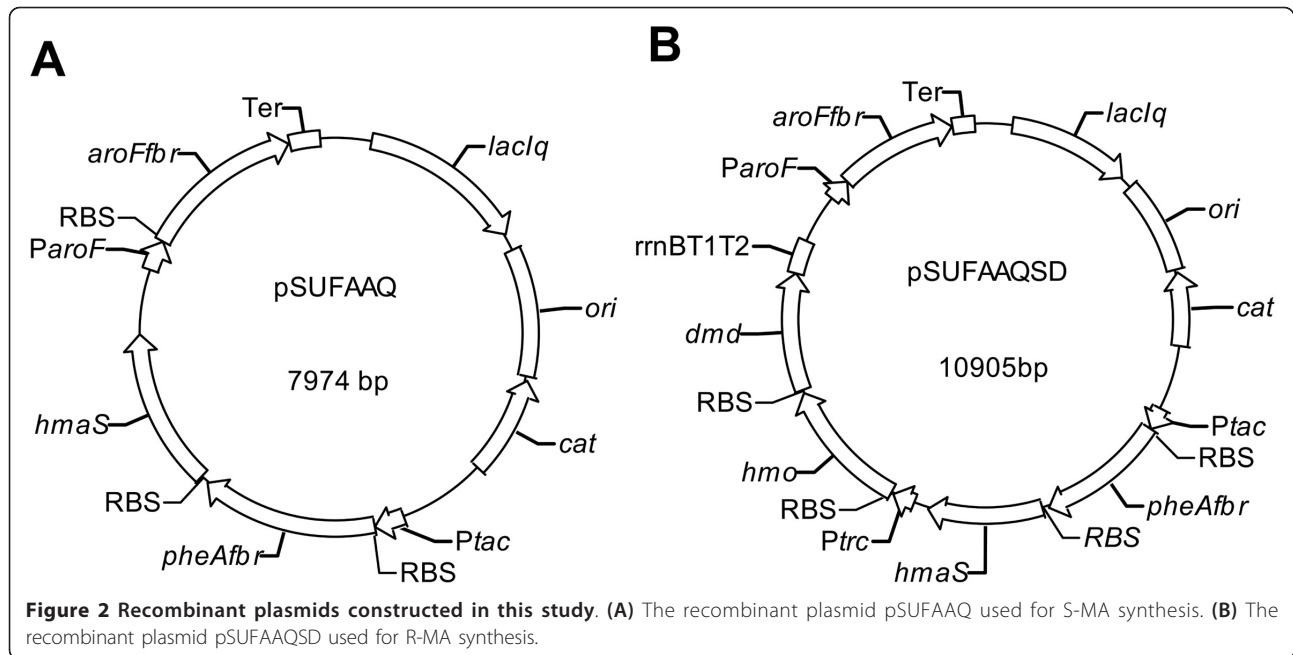 A
Ter
lacIq
aroFfbr
RBS
ParoF
pSUFAAQ
ori
7974 bp
hmaS
cat
RBS
Ptac
pheAfbr
RBS
B
Ter
lacIq
aroFfbr
ParoF
ori
rrnBT1T2
pSUFAAQSD
cat
dmd
10905bp
RBS
Ptac
RBS
hmo
pheAfbr
RBS
RBS
Ptrc
hmaS
Figure 2 Recombinant plasmids constructed in this study. (A) The recombinant plasmid pSUFAAQ used for S-MA synthesis. (B) The
recombinant plasmid pSUFAAQSD used for R-MA synthesis.